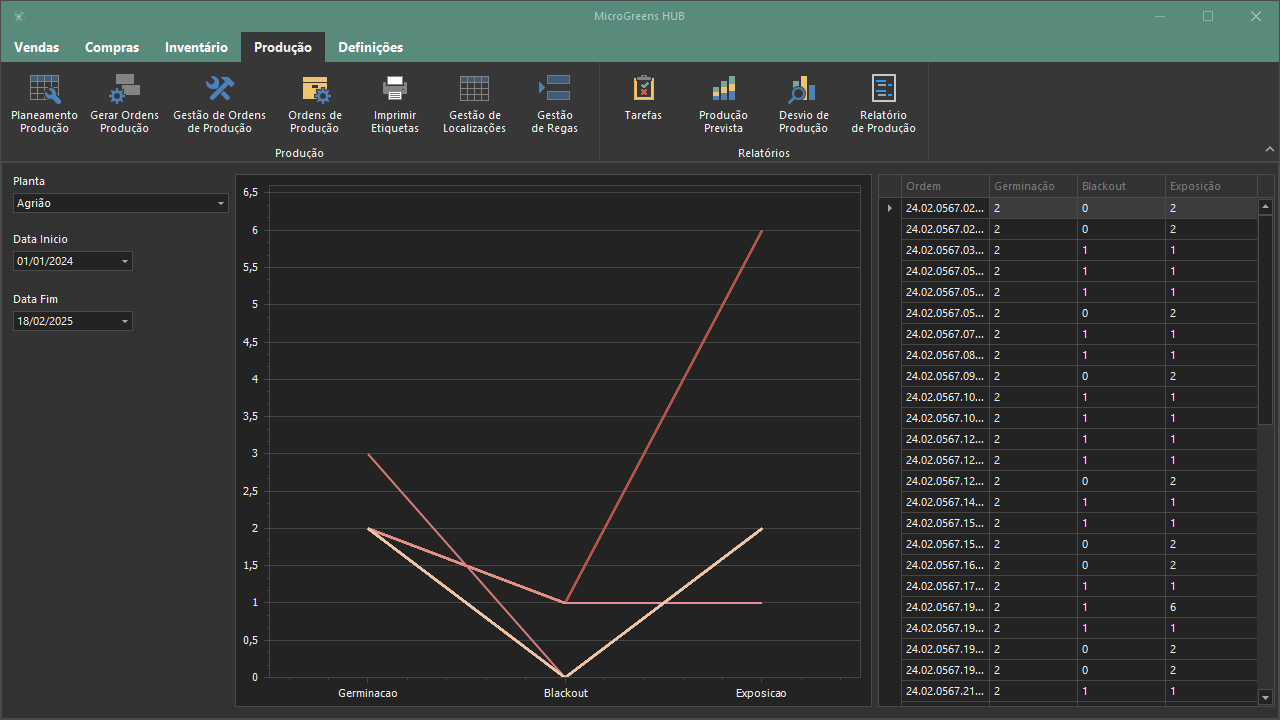 MicroGreens HUB
Vendas
Compras
Inventário
Produção
Definições
Planeamento
Produção
Gerar Ordens
Produção
Gestão de Ordens
de Produção
Ordens de
Produção
Imprimir
Etiquetas
Gestão de
Localizações
Gestão
de Regas
Tarefas
Produção
Prevista
Desvio de
Produção
Relatório
de Produção
Produção
Relatórios
Planta
Agrião
Data Inicio
01/01/2024
Data Fim
18/02/2025
6,5
6
5,5
5
4,5
4
3,5
3
2,5
2
1,5
1
0,5
0
Germinacao
Blackout
Exposicao
Ordem Germinação Blackout Exposição
24.02.0567.02... 2 0 2
24.02.0567.02... 2 0 2
24.02.0567.03... 2 1 1
24.02.0567.05... 2 1 1
24.02.0567.05... 2 1 1
24.02.0567.05... 2 0 2
24.02.0567.07... 2 1 1
24.02.0567.08... 2 1 1
24.02.0567.09... 2 0 2
24.02.0567.10... 2 1 1
24.02.0567.10... 2 1 1
24.02.0567.12... 2 1 1
24.02.0567.12... 2 1 1
24.02.0567.12... 2 0 2
24.02.0567.14... 2 1 1
24.02.0567.15... 2 1 1
24.02.0567.15... 2 0 2
24.02.0567.16... 2 0 2
24.02.0567.17... 2 1 1
24.02.0567.19... 2 1 6
24.02.0567.19... 2 1 1
24.02.0567.19... 2 0 2
24.02.0567.19... 2 0 2
24.02.0567.21... 2 1 1